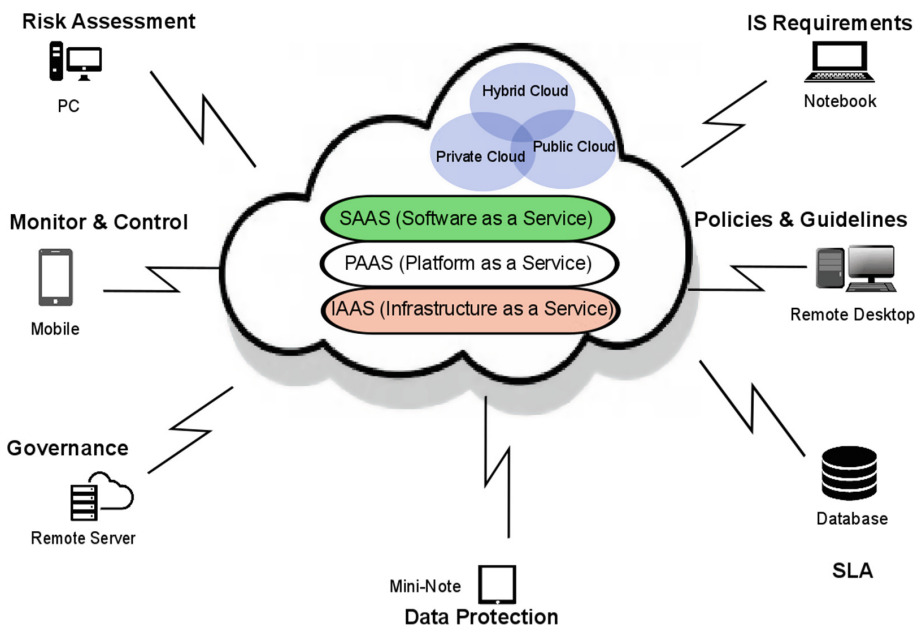 Risk Assessment
PC
IS Requirements
Notebook
Hybrid Cloud
Private Cloud
Public Cloud
SAAS (Software as a Service)
PAAS (Platform as a Service)
IAAS (Infrastructure as a Service)
Monitor & Control
Mobile
Policies & Guidelines
Remote Desktop
Governance
Remote Server
Database
SLA
Mini-Note
Data Protection